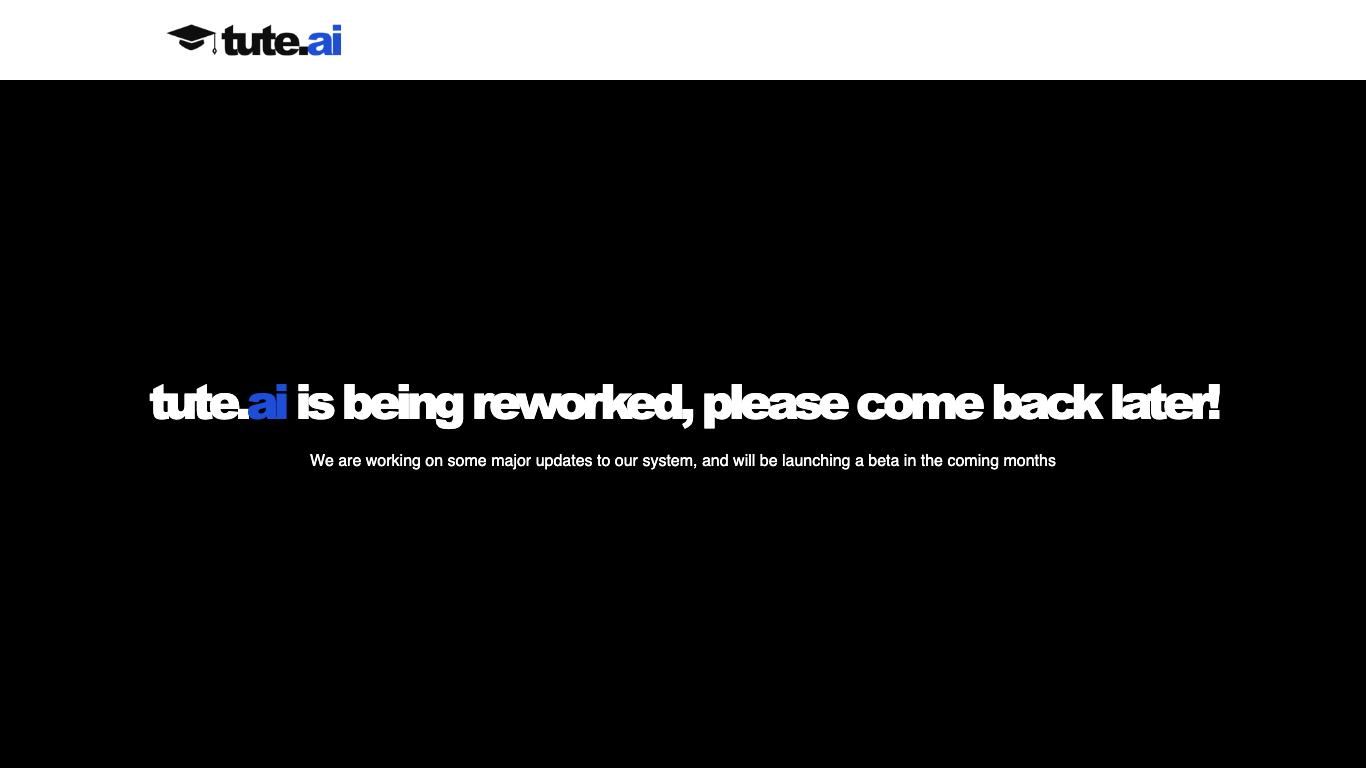 tute.ai
tute.ai is being reworked, please come back later!
We are working on some major updates to our system, and will be launching a beta in the coming months